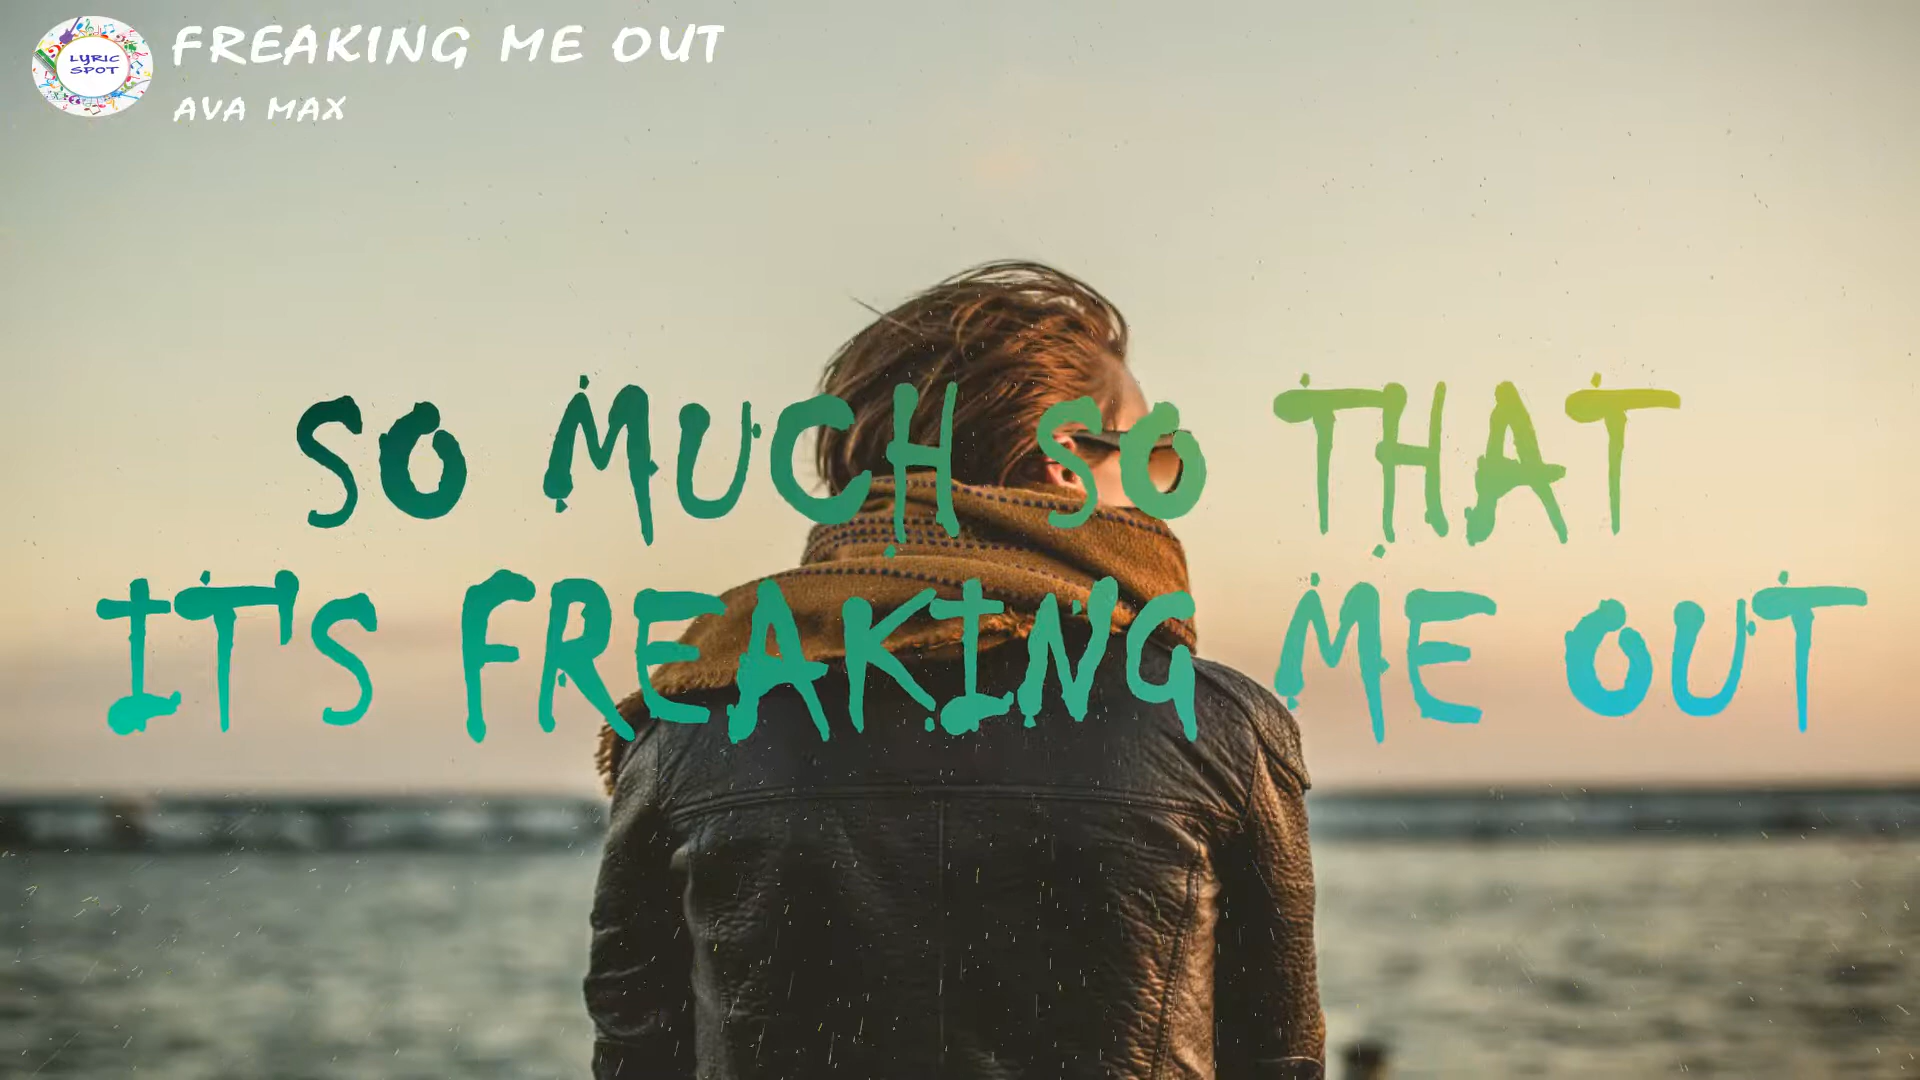 LYRIC
SPOT
FREAKING ME OUT
AVA MAX
SO MUCH SO THAT
IT'S FREAKING ME OUT